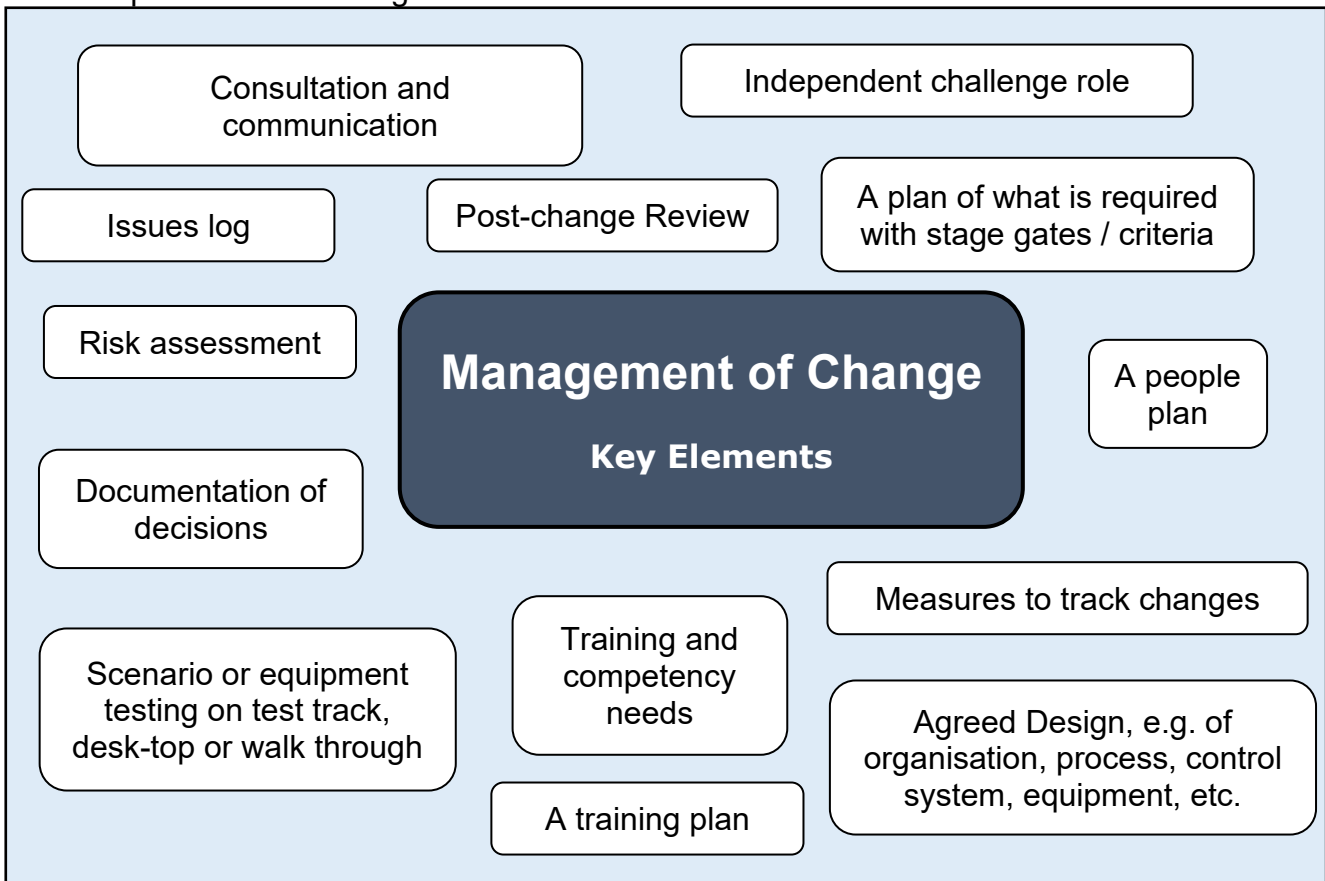 Consultation and
communication
Independent challenge role
Issues log
Post-change Review
A plan of what is required
with stage gates / criteria
Risk assessment
Management of Change
Key Elements
A people
plan
Documentation of
decisions
Measures to track changes
Scenario or equipment
testing on test track,
desk-top or walk through
Training and
competency
needs
Agreed Design, e.g. of
organisation, process, control
system, equipment, etc.
A training plan